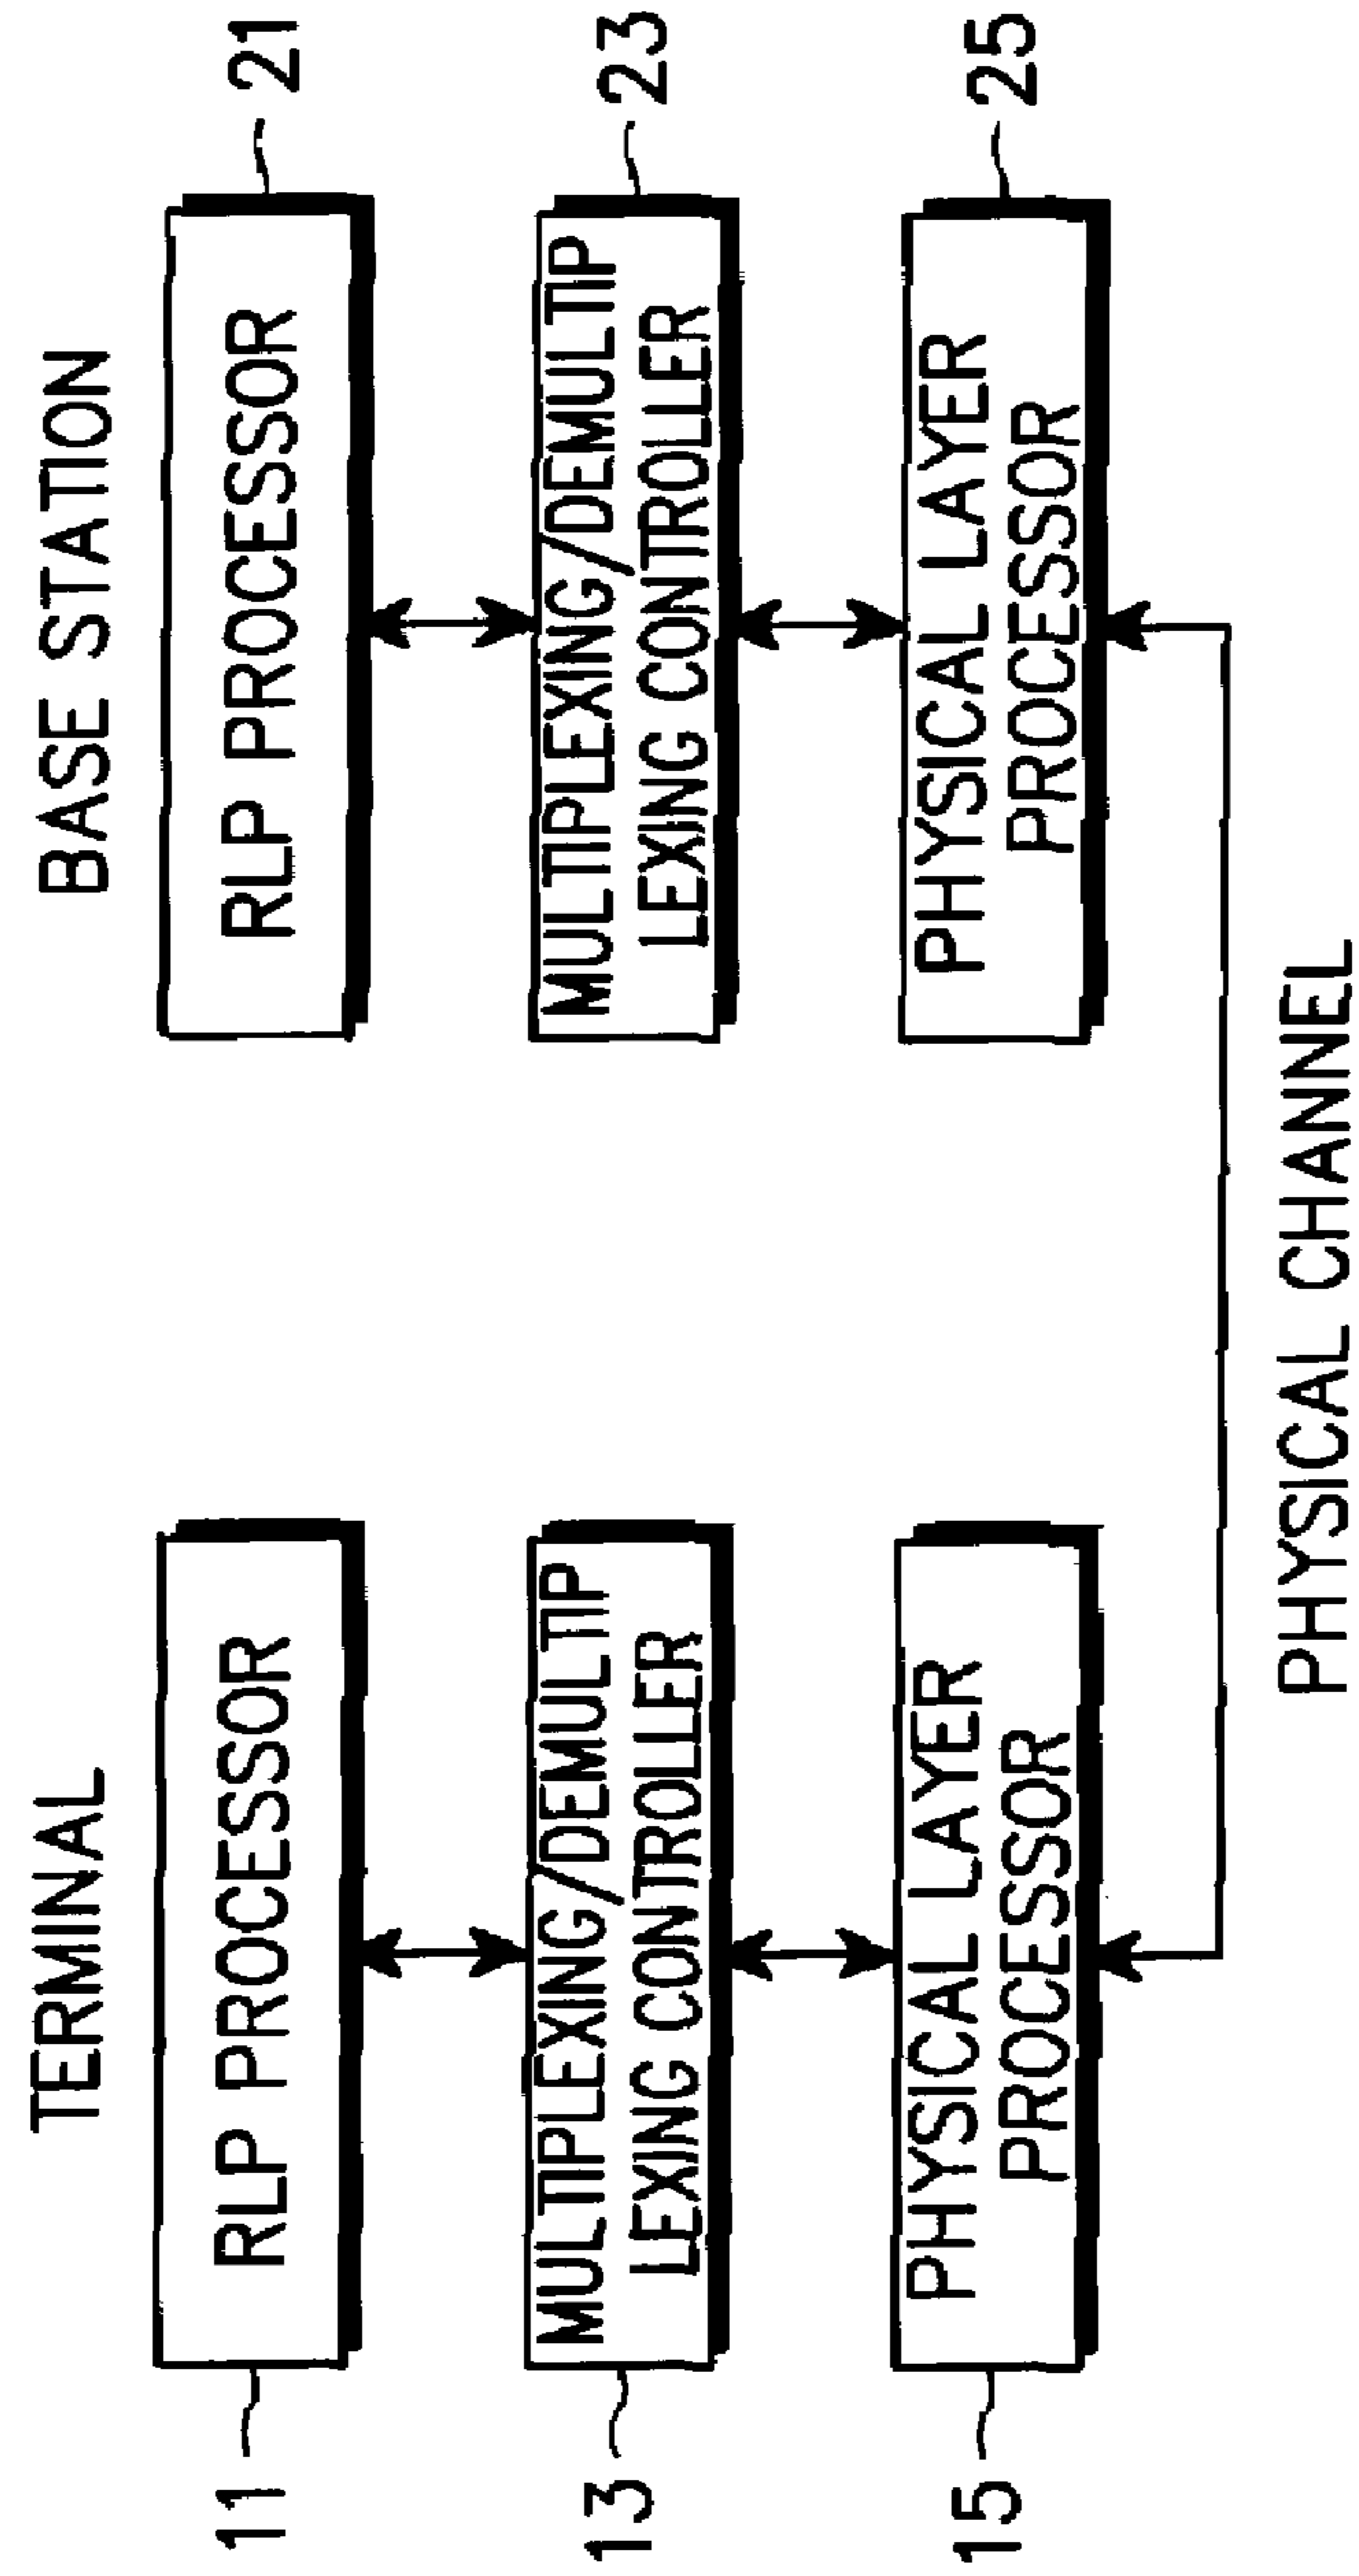 TERMINAL
11
RLP PROCESSOR
13
MULTIPLEXING/DEMULTIP
LEXING CONTROLLER
15
PHYSICAL LAYER
PROCESSOR
BASE STATION
RLP PROCESSOR
21
MULTIPLEXING/DEMULTIP
LEXING CONTROLLER
23
PHYSICAL LAYER
PROCESSOR
25
PHYSICAL CHANNEL